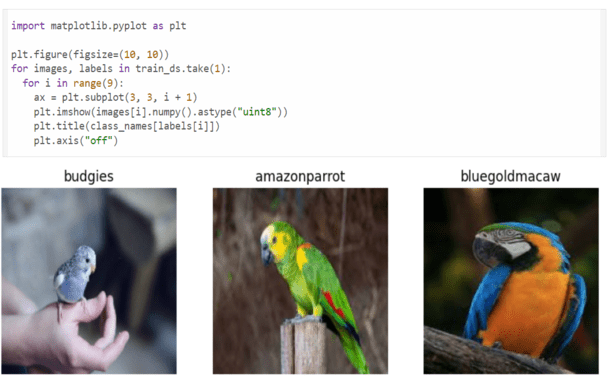 import matplotlib.pyplot as plt
plt.figure(figsize=(10, 10))
for images, labels in train_ds.take(1):
  for i in range(9):
    ax = plt.subplot(3, 3, i + 1)
    plt.imshow(images[i].numpy().astype("uint8"))
    plt.title(class_names[labels[i]])
    plt.axis("off")
budgies amazonparrot bluegoldmacaw